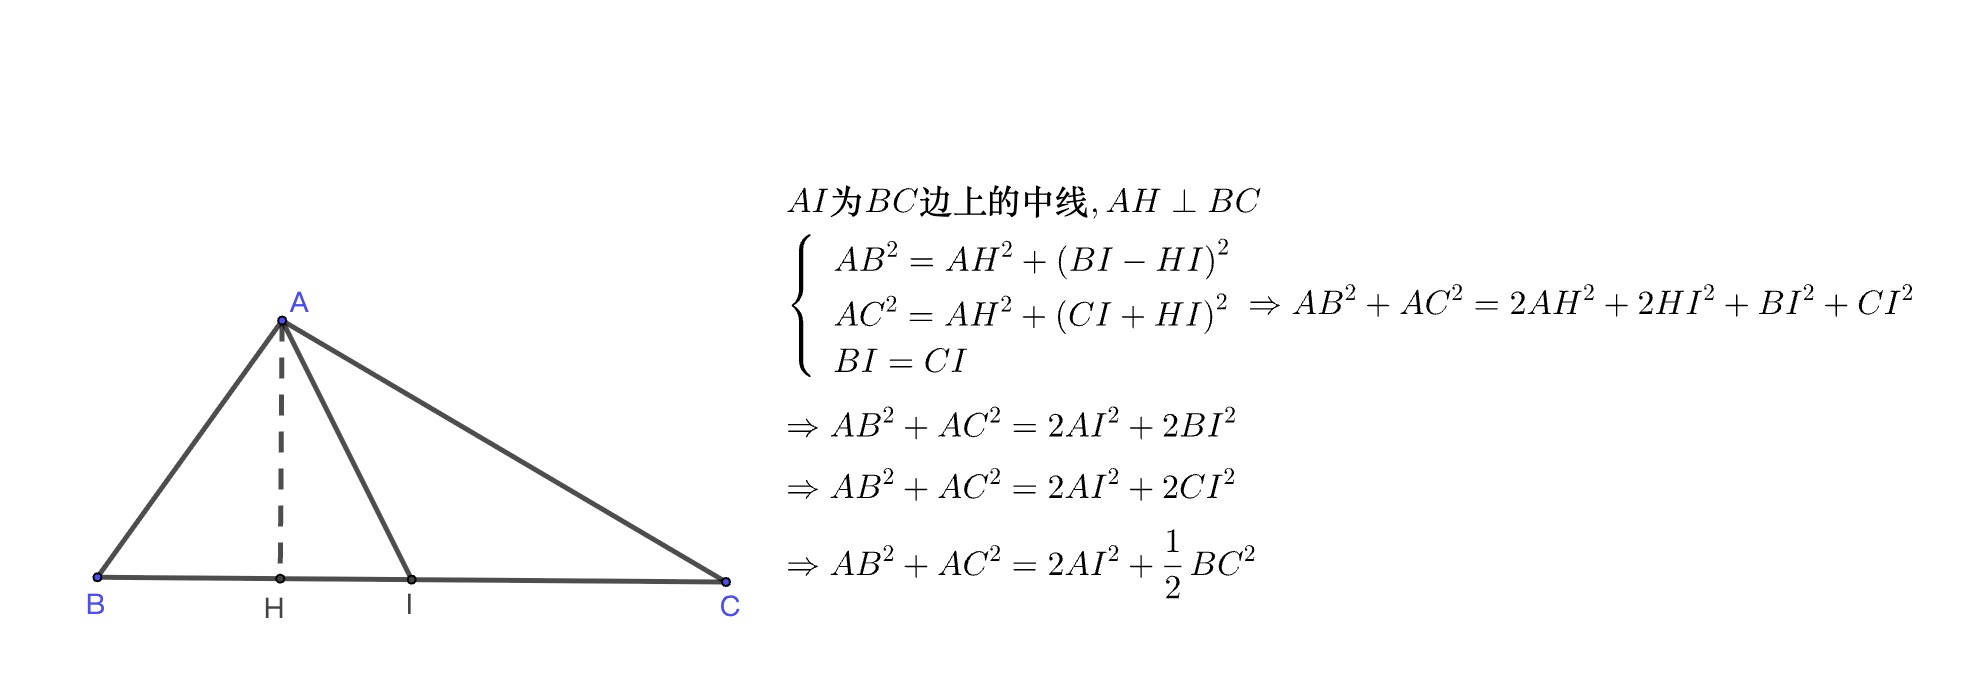 AI为BC边上的中线, AH ⊥ BC
AB² = AH² + (BI − HI)²
AC² = AH² + (CI + HI)²
BI = CI
⇒ AB² + AC² = 2AH² + 2HI² + BI² + CI²
⇒ AB² + AC² = 2AI² + 2BI²
⇒ AB² + AC² = 2AI² + 2CI²
⇒ AB² + AC² = 2AI² + 1/2 BC²
A
B
H
I
C